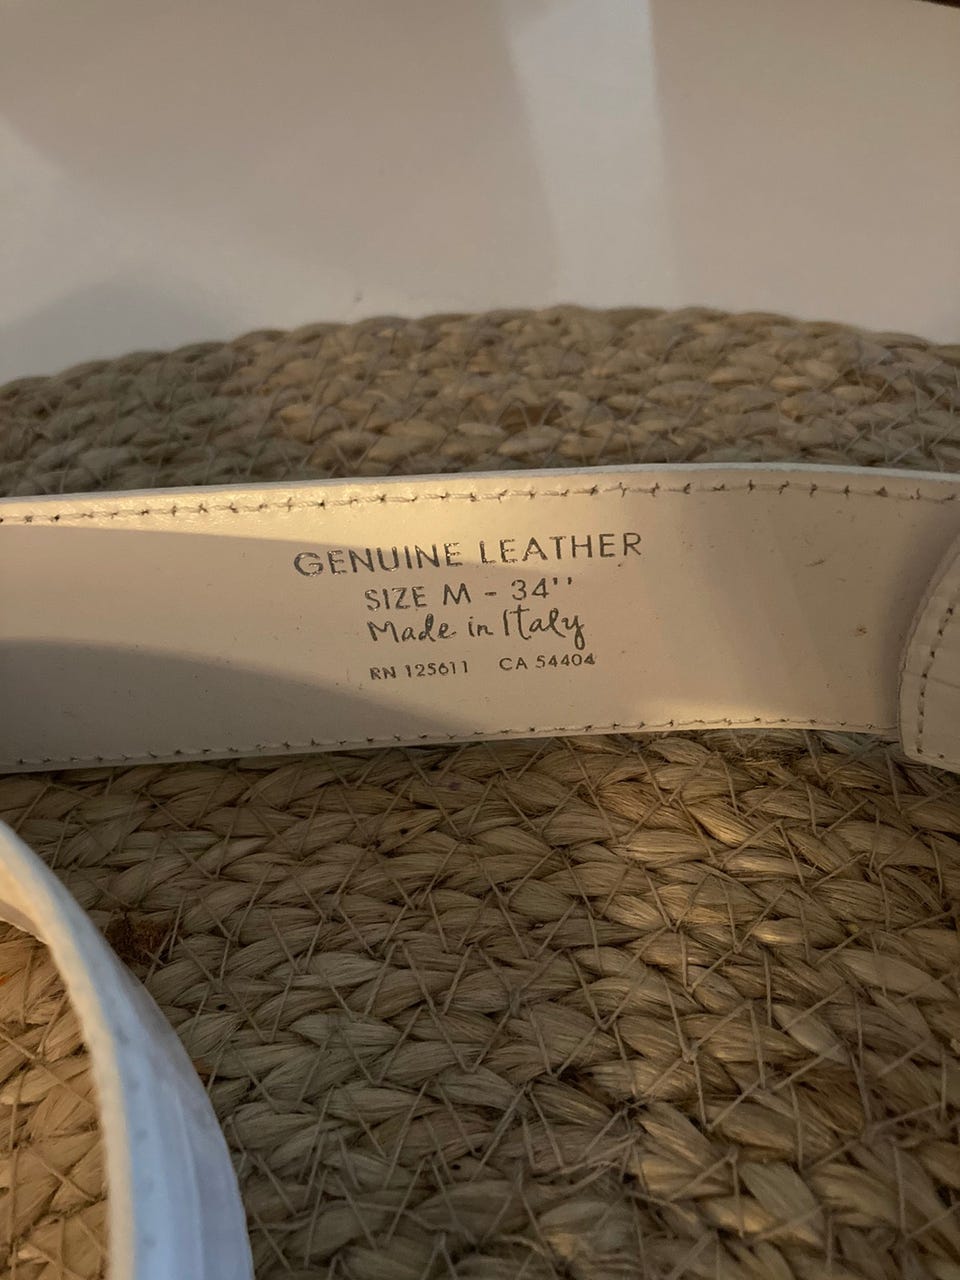 GENUINE LEATHER
SIZE M - 34''
Made in Italy
RN 125611 CA 54404